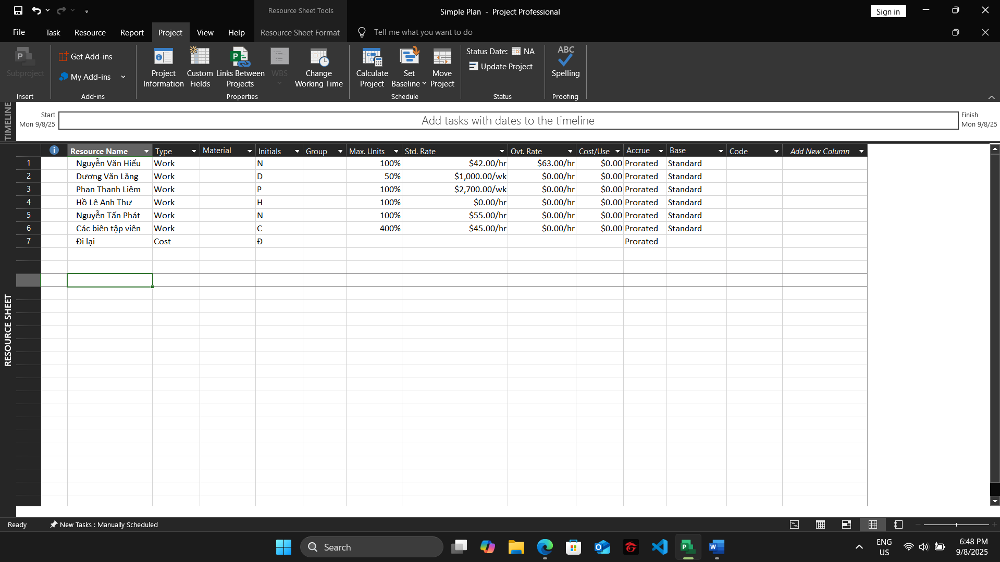 Resource Sheet Tools
Simple Plan - Project Professional
Sign in
File Task Resource Report Project View Help Resource Sheet Format Tell me what you want to do
Subproject
Insert
Get Add-ins
My Add-ins
Add-ins
Project Information
Custom Fields
Links Between Projects
WBS
Change Working Time
Properties
Calculate Project
Set Baseline
Move Project
Schedule
Status Date: NA
Update Project
Status
ABC
Spelling
Proofing
TIMELINE
Start
Mon 9/8/25
Add tasks with dates to the timeline
Finish
Mon 9/8/25
RESOURCE SHEET
Resource Name Type Material Initials Group Max. Units Std. Rate Ovt. Rate Cost/Use Accrue Base Code Add New Column
1 Nguyễn Văn Hiếu Work N 100% $42.00/hr $63.00/hr $0.00 Prorated Standard
2 Dương Văn Lăng Work D 50% $1,000.00/wk $0.00/hr $0.00 Prorated Standard
3 Phan Thanh Liêm Work P 100% $2,700.00/wk $0.00/hr $0.00 Prorated Standard
4 Hồ Lê Anh Thư Work H 100% $0.00/hr $0.00/hr $0.00 Prorated Standard
5 Nguyễn Tấn Phát Work N 100% $55.00/hr $0.00/hr $0.00 Prorated Standard
6 Các biên tập viên Work C 400% $45.00/hr $0.00/hr $0.00 Prorated Standard
7 Đi lại Cost Đ Prorated
Ready New Tasks : Manually Scheduled
Search
ENG
US
6:48 PM
9/8/2025